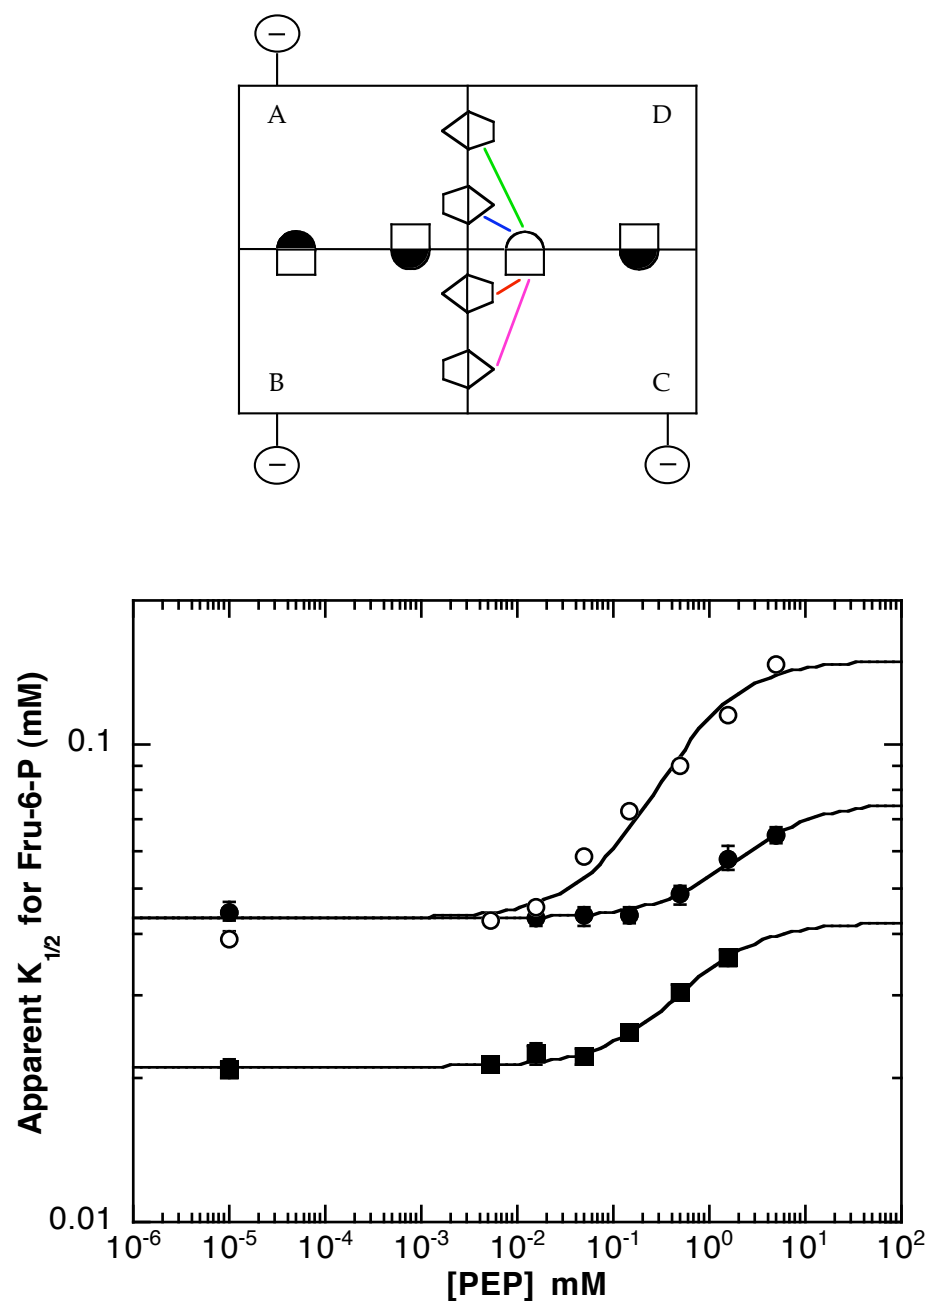 −
A D
B C
− −
Apparent K1/2 for Fru-6-P (mM)
0.1
0.01
10-6 10-5 10-4 10-3 10-2 10-1 100 101 102
[PEP] mM